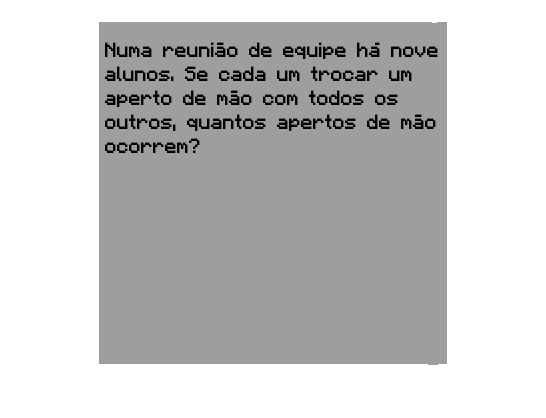 Numa reunião de equipe há nove
alunos. Se cada um trocar um
aperto de mão com todos os
outros, quantos apertos de mão
ocorrem?